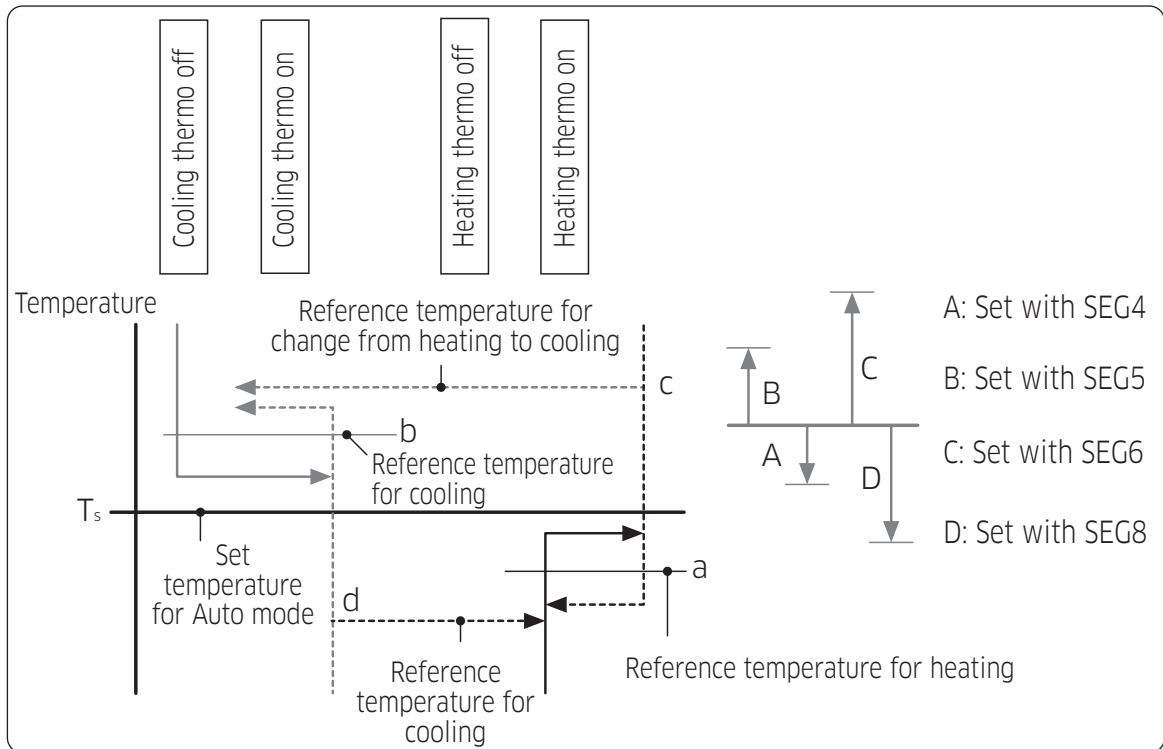 Cooling thermo off
Cooling thermo on
Heating thermo off
Heating thermo on
Temperature
Reference temperature for
change from heating to cooling
c
b
Reference temperature
for cooling
Ts
Set
temperature
for Auto mode
d
a
Reference
temperature for
cooling
Reference temperature for heating
B
C
A
D
A: Set with SEG4
B: Set with SEG5
C: Set with SEG6
D: Set with SEG8